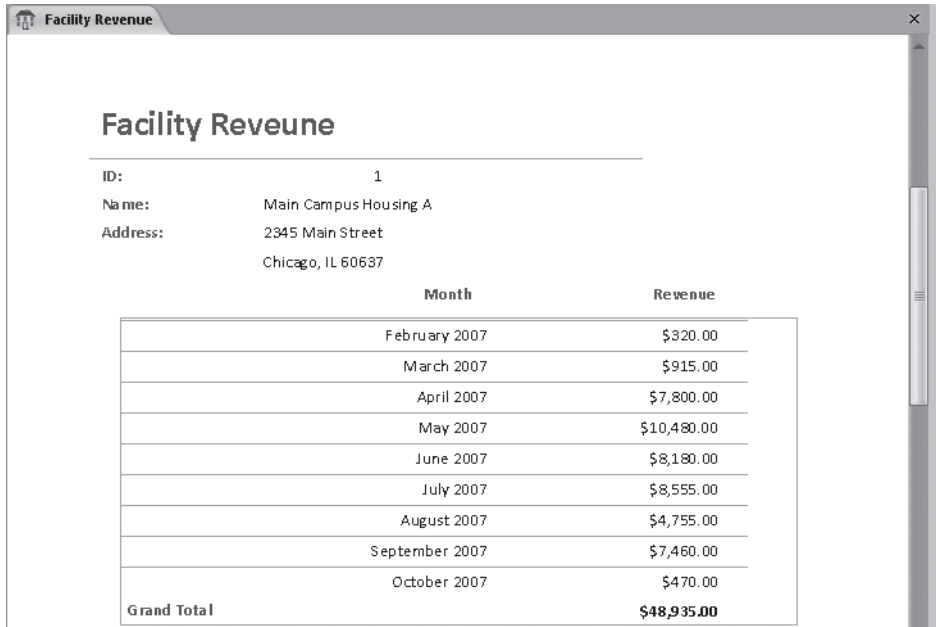 Facility Revenue
Facility Reveune
ID: 1
Name: Main Campus Housing A
Address: 2345 Main Street
Chicago, IL 60637
Month Revenue
February 2007 $320.00
March 2007 $915.00
April 2007 $7,800.00
May 2007 $10,480.00
June 2007 $8,180.00
July 2007 $8,555.00
August 2007 $4,755.00
September 2007 $7,460.00
October 2007 $470.00
Grand Total $48,935.00